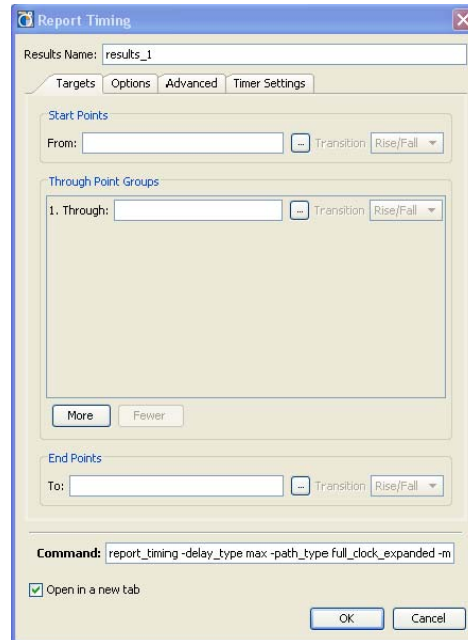 Report Timing
Results Name: results_1
Targets Options Advanced Timer Settings
Start Points
From: ... Transition Rise/Fall
Through Point Groups
1. Through: ... Transition Rise/Fall
More Fewer
End Points
To: ... Transition Rise/Fall
Command: report_timing -delay_type max -path_type full_clock_expanded -m
Open in a new tab
OK Cancel